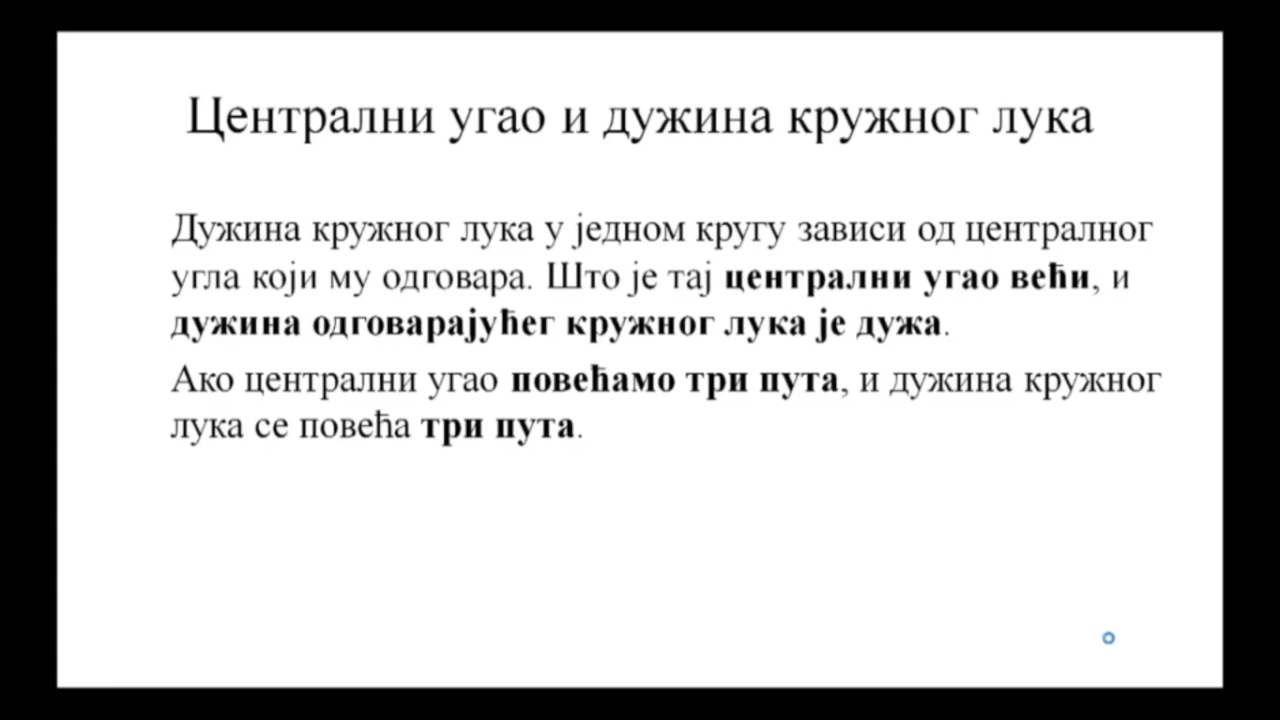 Централни угао и дужина кружног лука
Дужина кружног лука у једном кругу зависи од централног
угла који му одговара. Што је тај централни угао већи, и
дужина одговарајућег кружног лука је дужа.
Ако централни угао повећамо три пута, и дужина кружног
лука се повећа три пута.